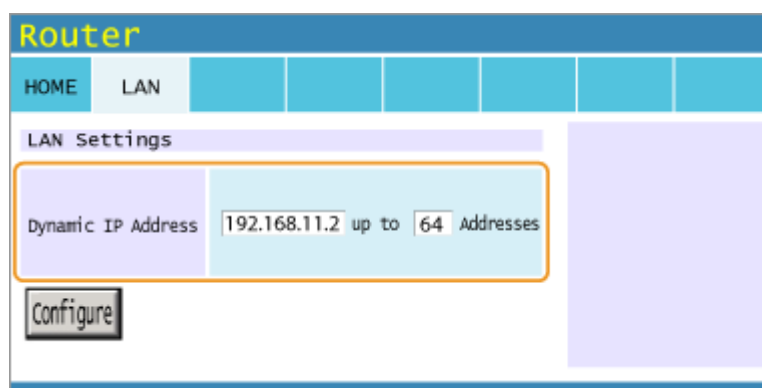 Router
HOME LAN
LAN Settings
Dynamic IP Address 192.168.11.2 up to 64 Addresses
Configure